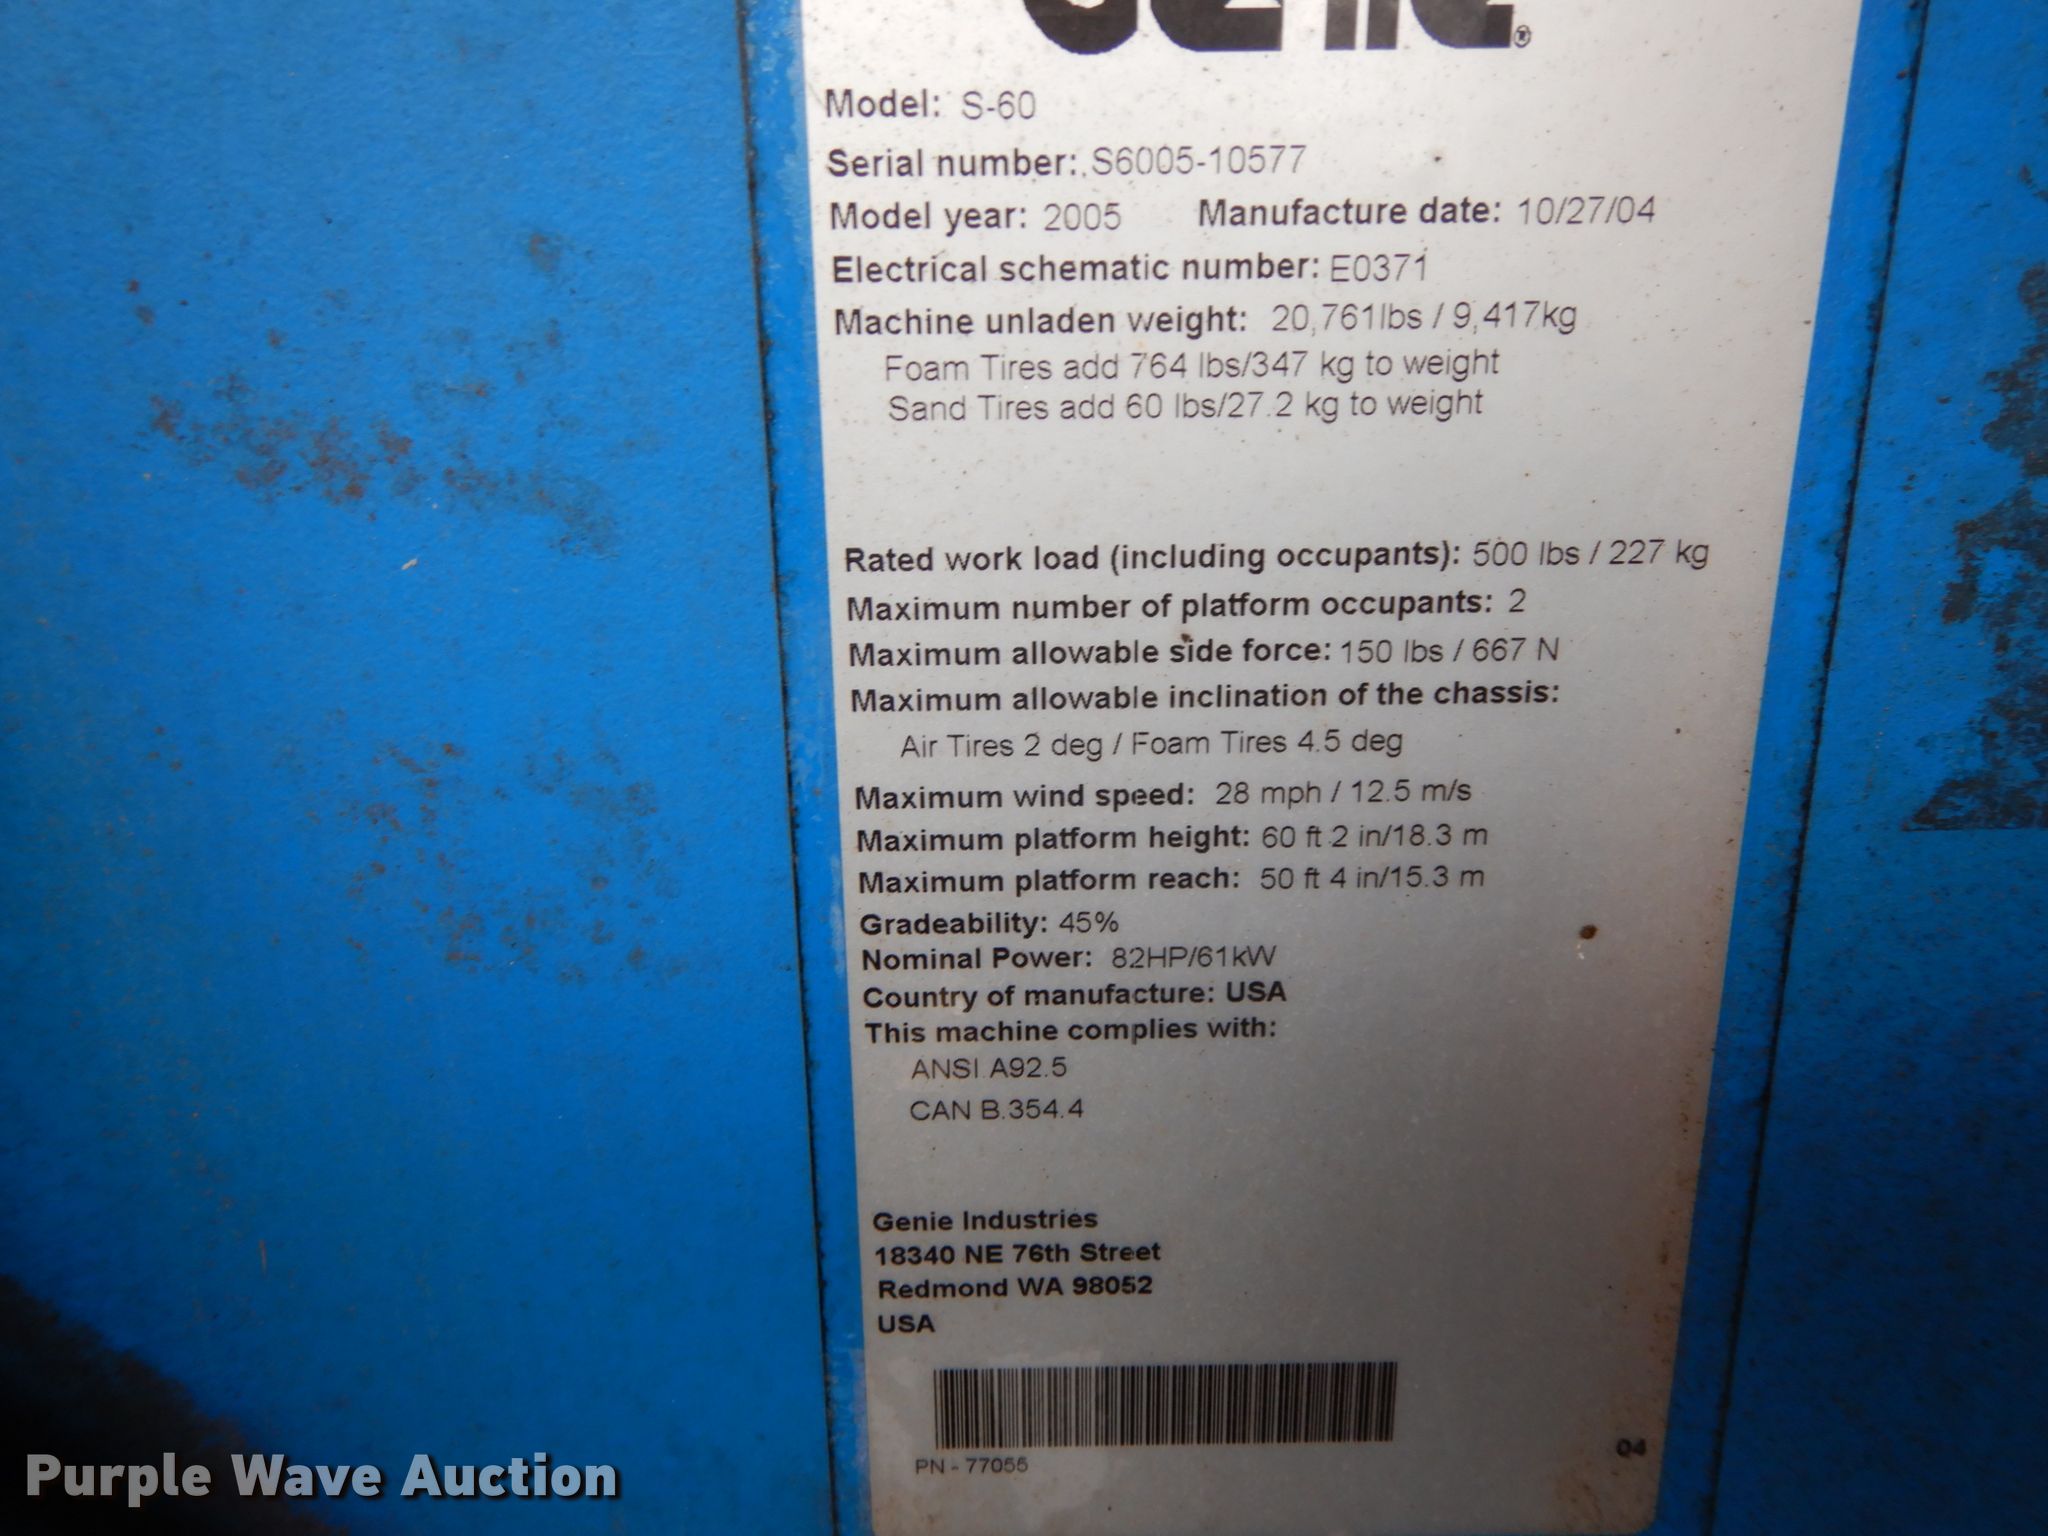 Genie®
Model: S-60
Serial number: S6005-10577
Model year: 2005 Manufacture date: 10/27/04
Electrical schematic number: E0371
Machine unladen weight: 20,761lbs / 9,417kg
Foam Tires add 764 lbs/347 kg to weight
Sand Tires add 60 lbs/27.2 kg to weight
Rated work load (including occupants): 500 lbs / 227 kg
Maximum number of platform occupants: 2
Maximum allowable side force: 150 lbs / 667 N
Maximum allowable inclination of the chassis:
Air Tires 2 deg / Foam Tires 4.5 deg
Maximum wind speed: 28 mph / 12.5 m/s
Maximum platform height: 60 ft 2 in/18.3 m
Maximum platform reach: 50 ft 4 in/15.3 m
Gradeability: 45%
Nominal Power: 82HP/61kW
Country of manufacture: USA
This machine complies with:
ANSI A92.5
CAN B.354.4
Genie Industries
18340 NE 76th Street
Redmond WA 98052
USA
PN - 77055
04
Purple Wave Auction